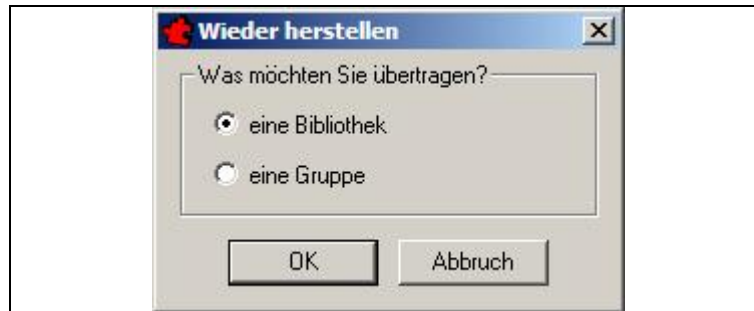 Wieder herstellen
Was möchten Sie übertragen?
eine Bibliothek
eine Gruppe
OK Abbruch